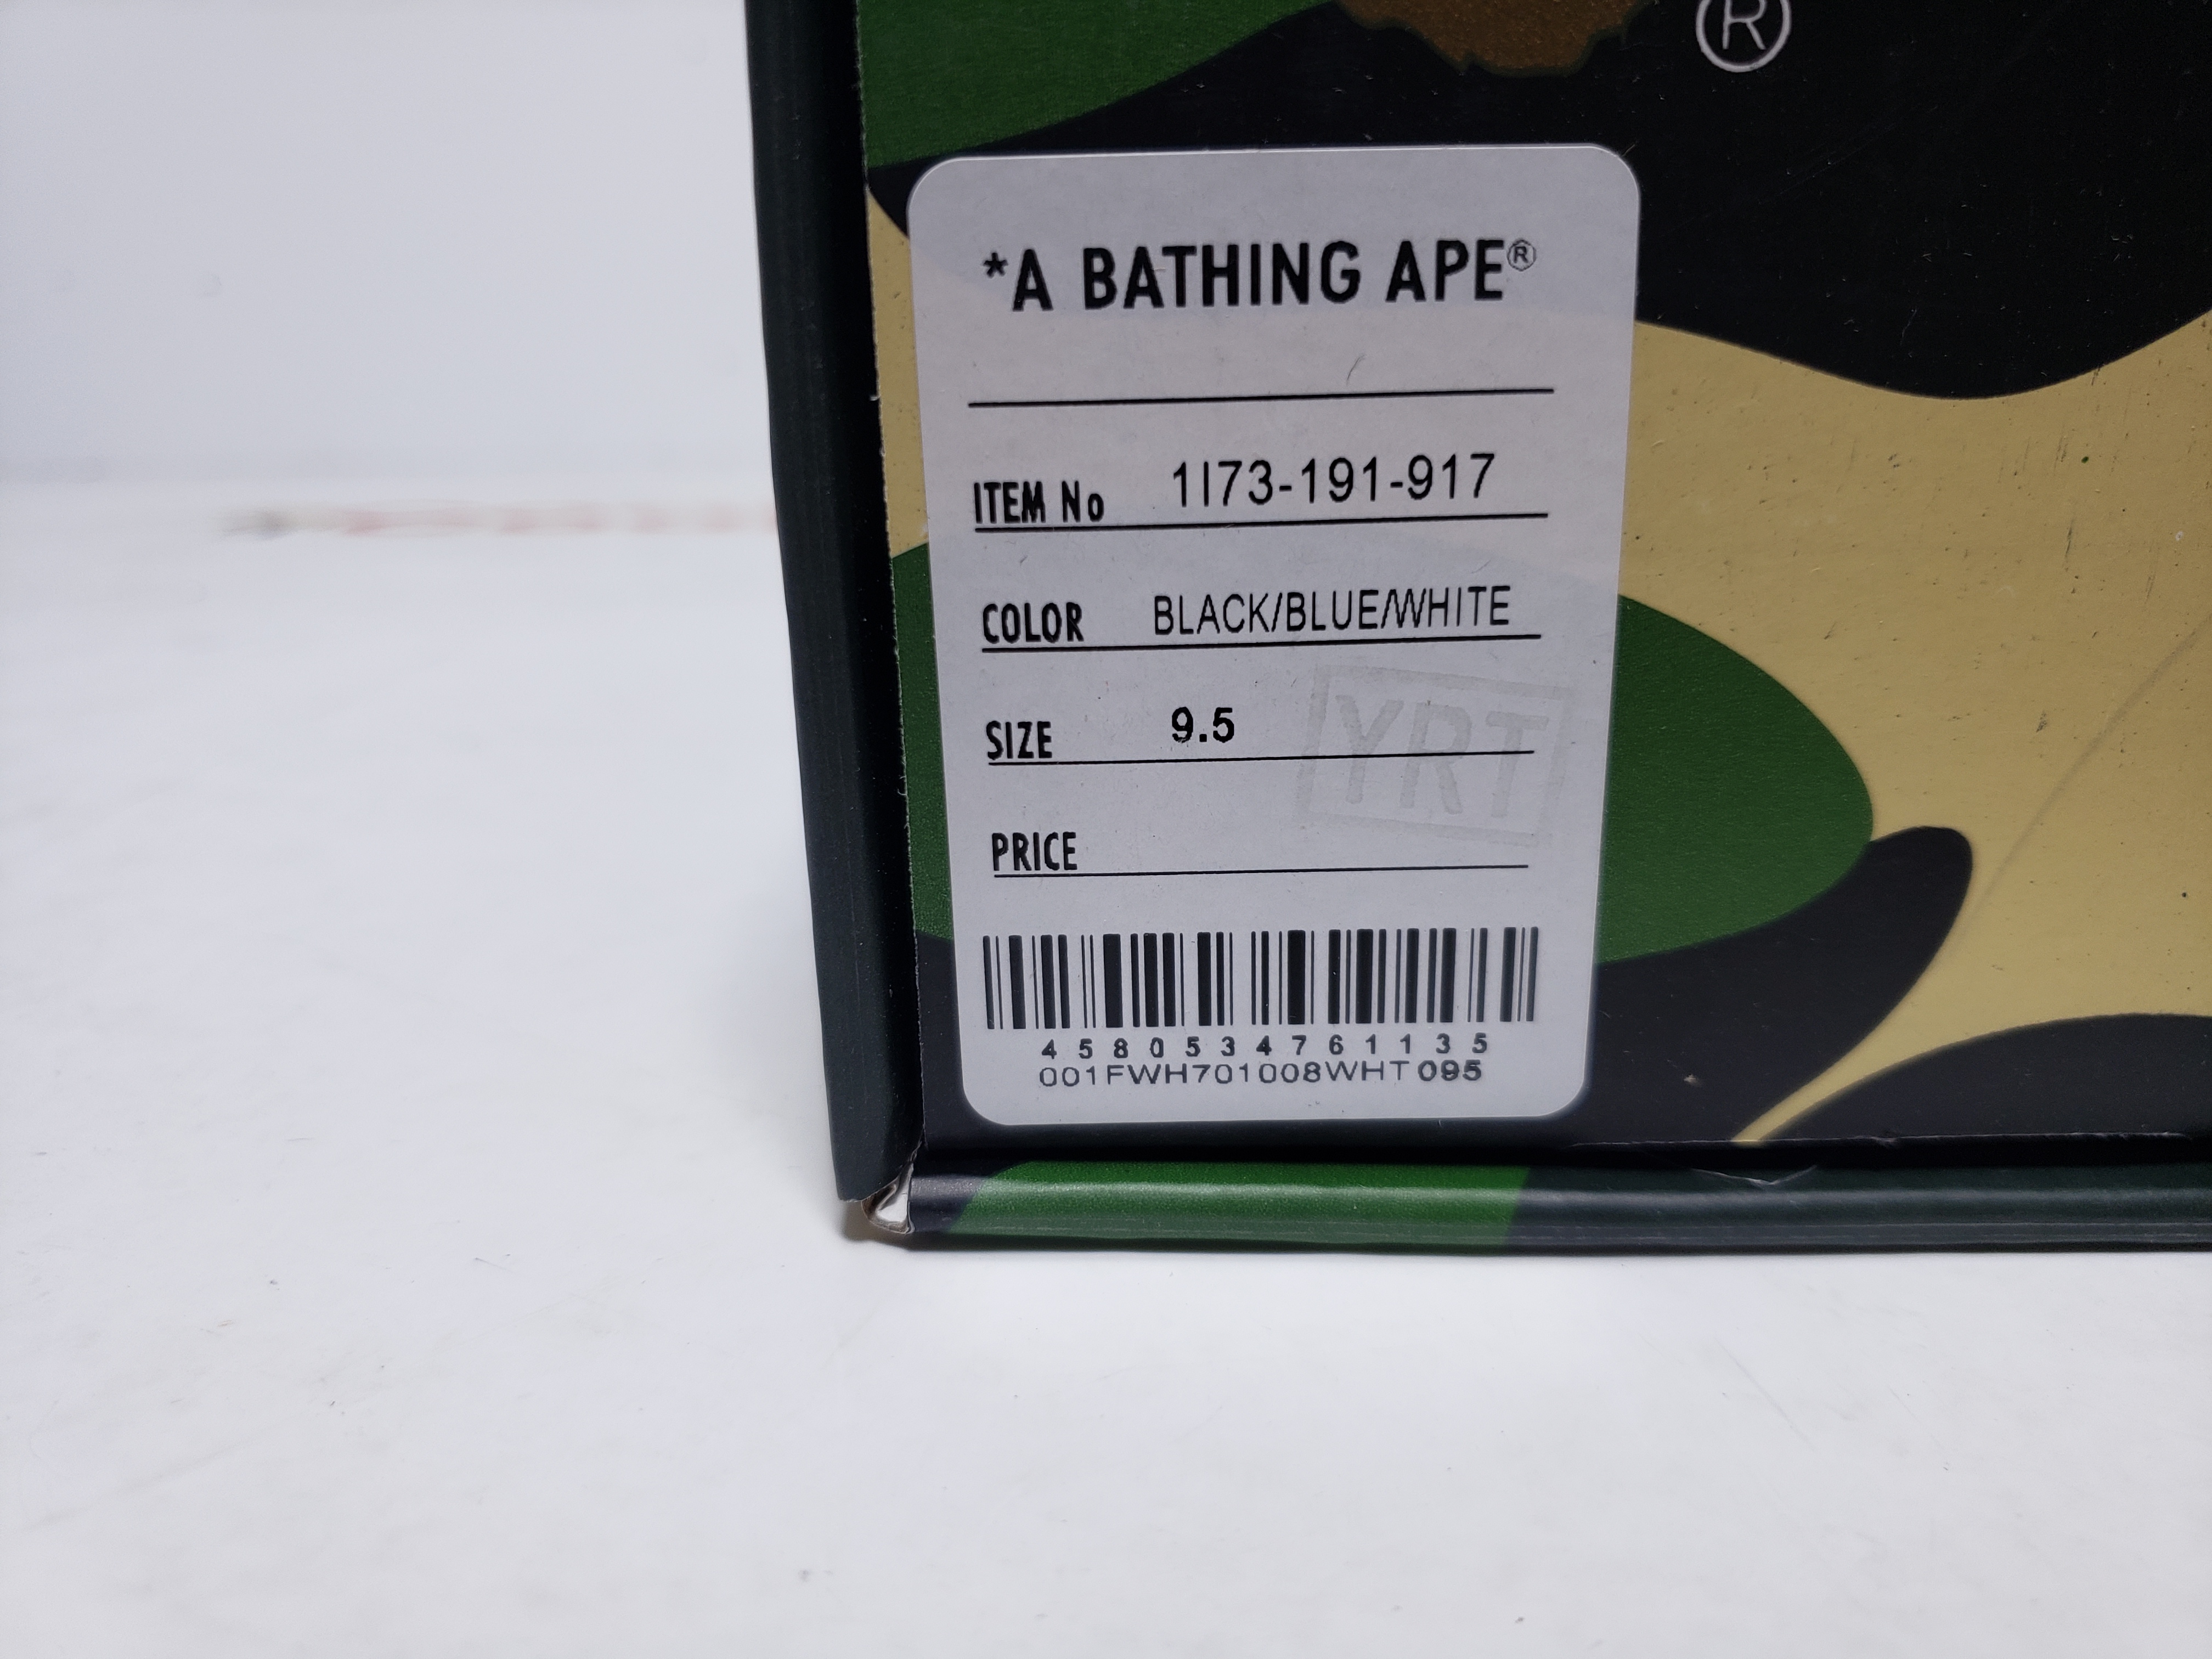 ®
*A BATHING APE®
ITEM No 1I73-191-917
COLOR BLACK/BLUE/WHITE
SIZE 9.5
YRT
PRICE
4580534761135
001FWH701008WHT095